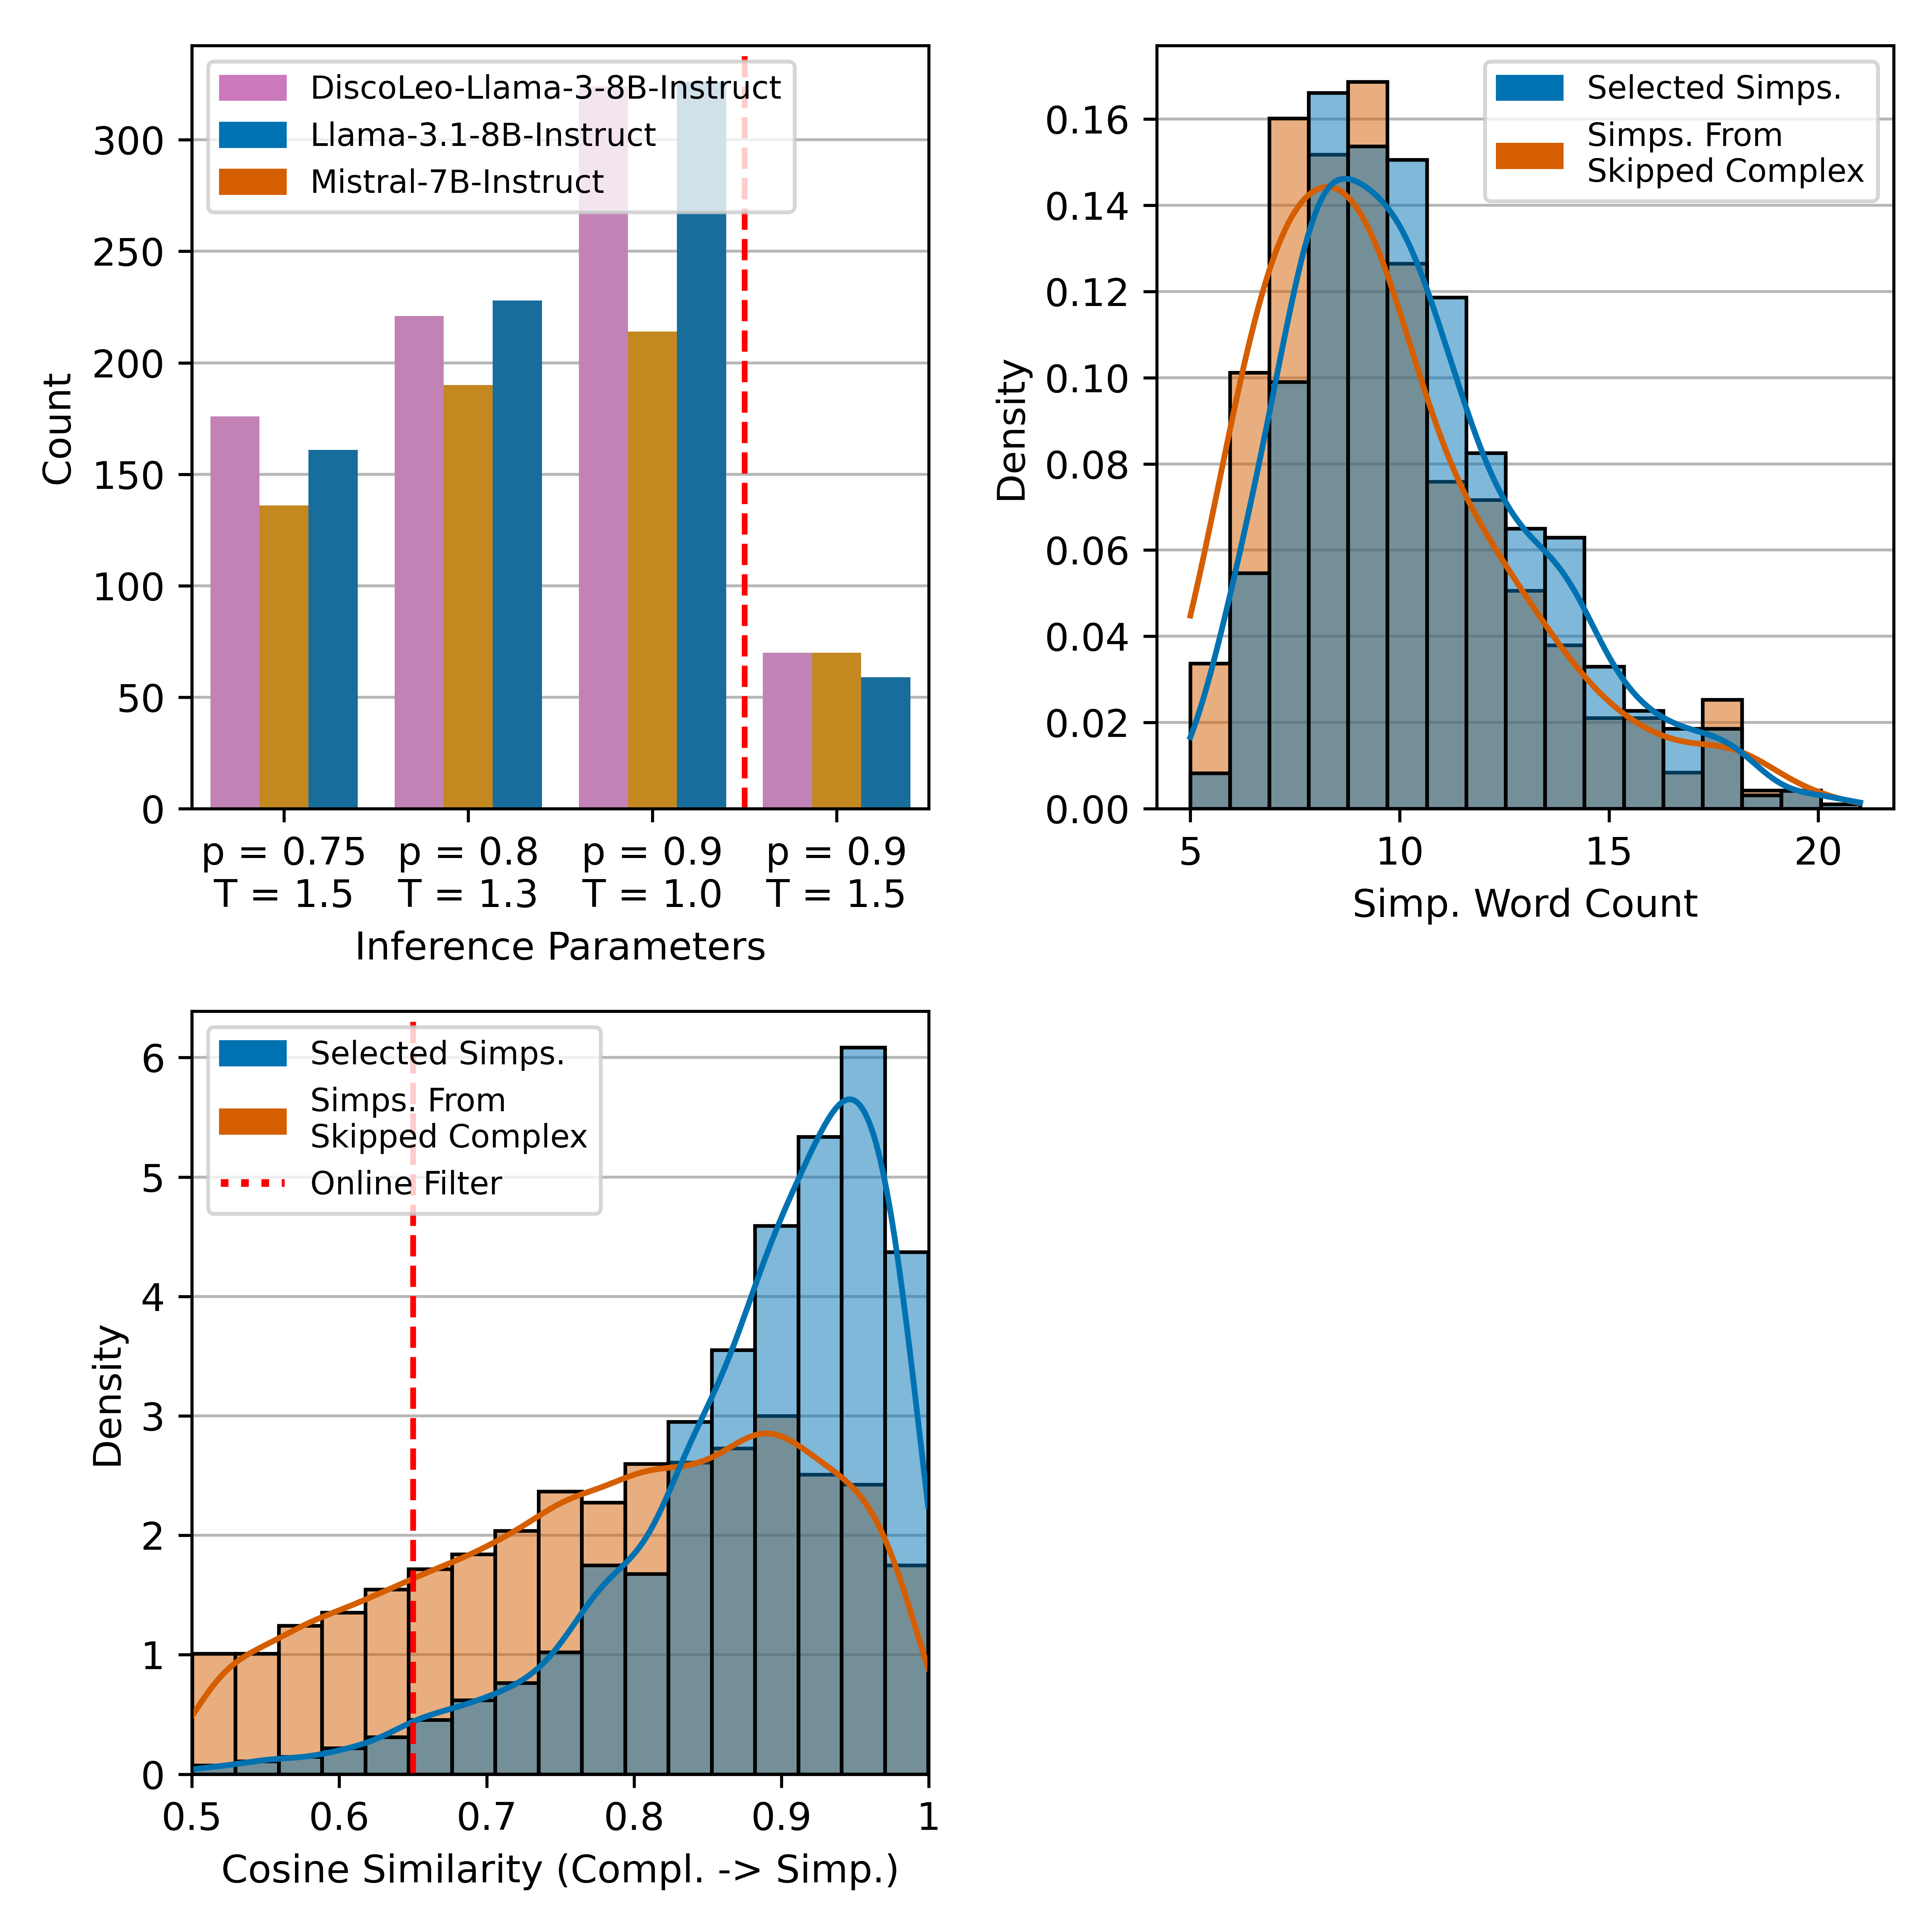 DiscoLeo-Llama-3-8B-Instruct
Llama-3.1-8B-Instruct
Mistral-7B-Instruct
300
250
200
150
100
50
0
Count
p = 0.75
T = 1.5
p = 0.8
T = 1.3
p = 0.9
T = 1.0
p = 0.9
T = 1.5
Inference Parameters
Selected Simps.
Simps. From
Skipped Complex
0.16
0.14
0.12
0.10
0.08
0.06
0.04
0.02
0.00
Density
5 10 15 20
Simp. Word Count
Selected Simps.
Simps. From
Skipped Complex
Online Filter
6
5
4
3
2
1
0
Density
0.5 0.6 0.7 0.8 0.9 1
Cosine Similarity (Compl. -> Simp.)